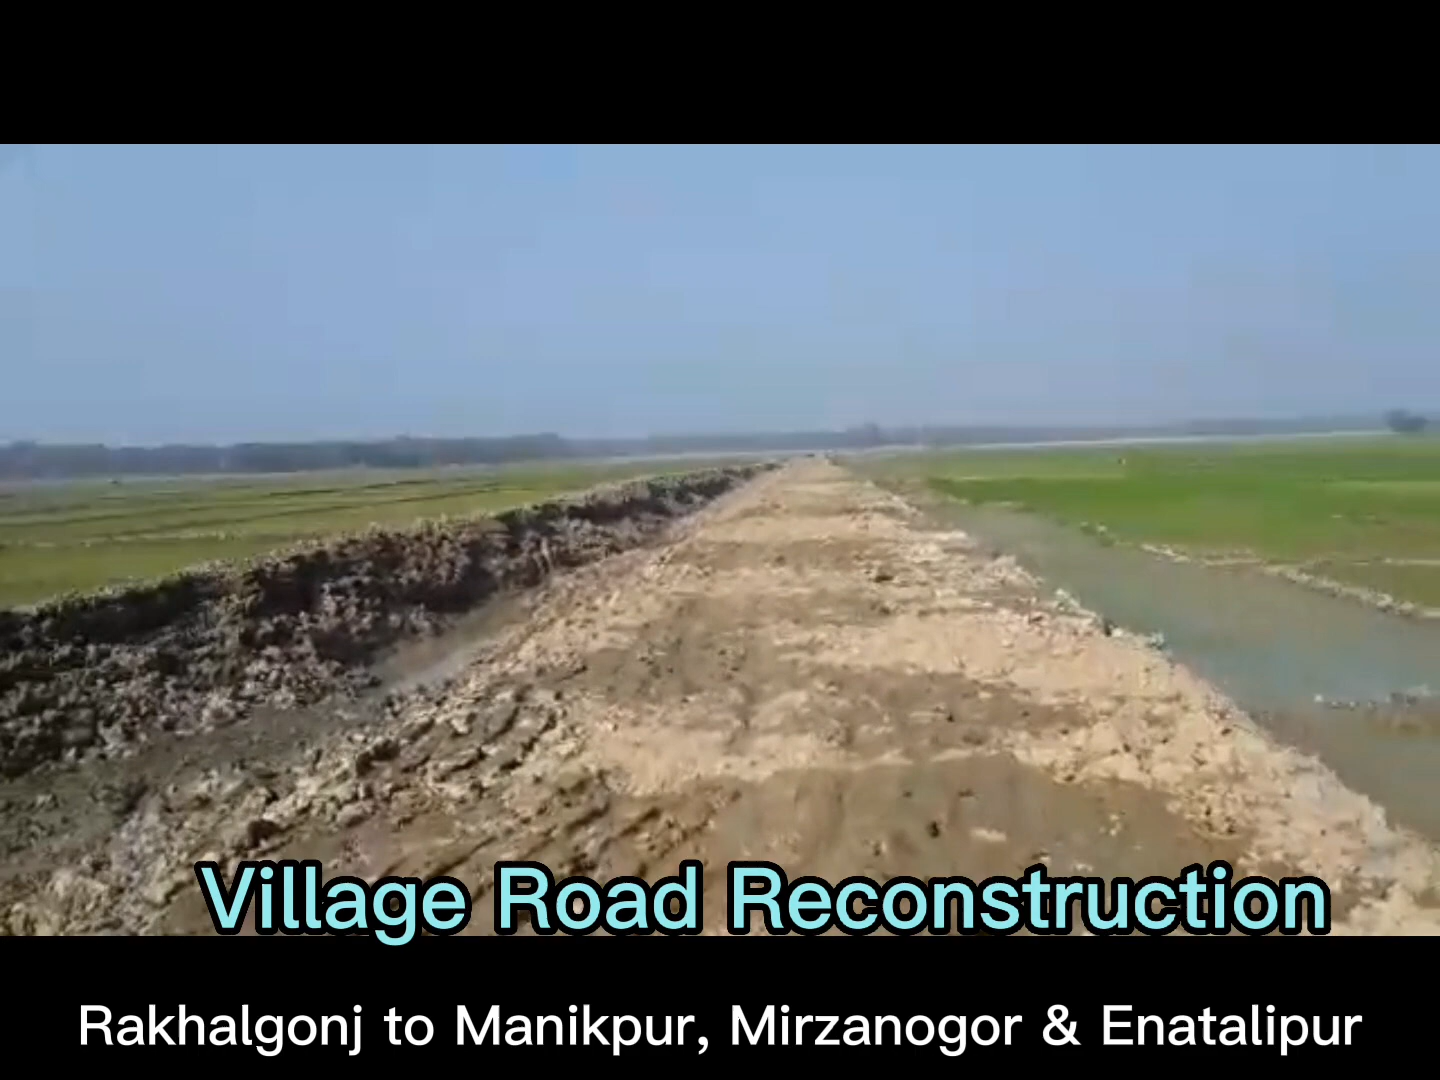 Village Road Reconstruction
Rakhalgonj to Manikpur, Mirzanogor & Enatalipur